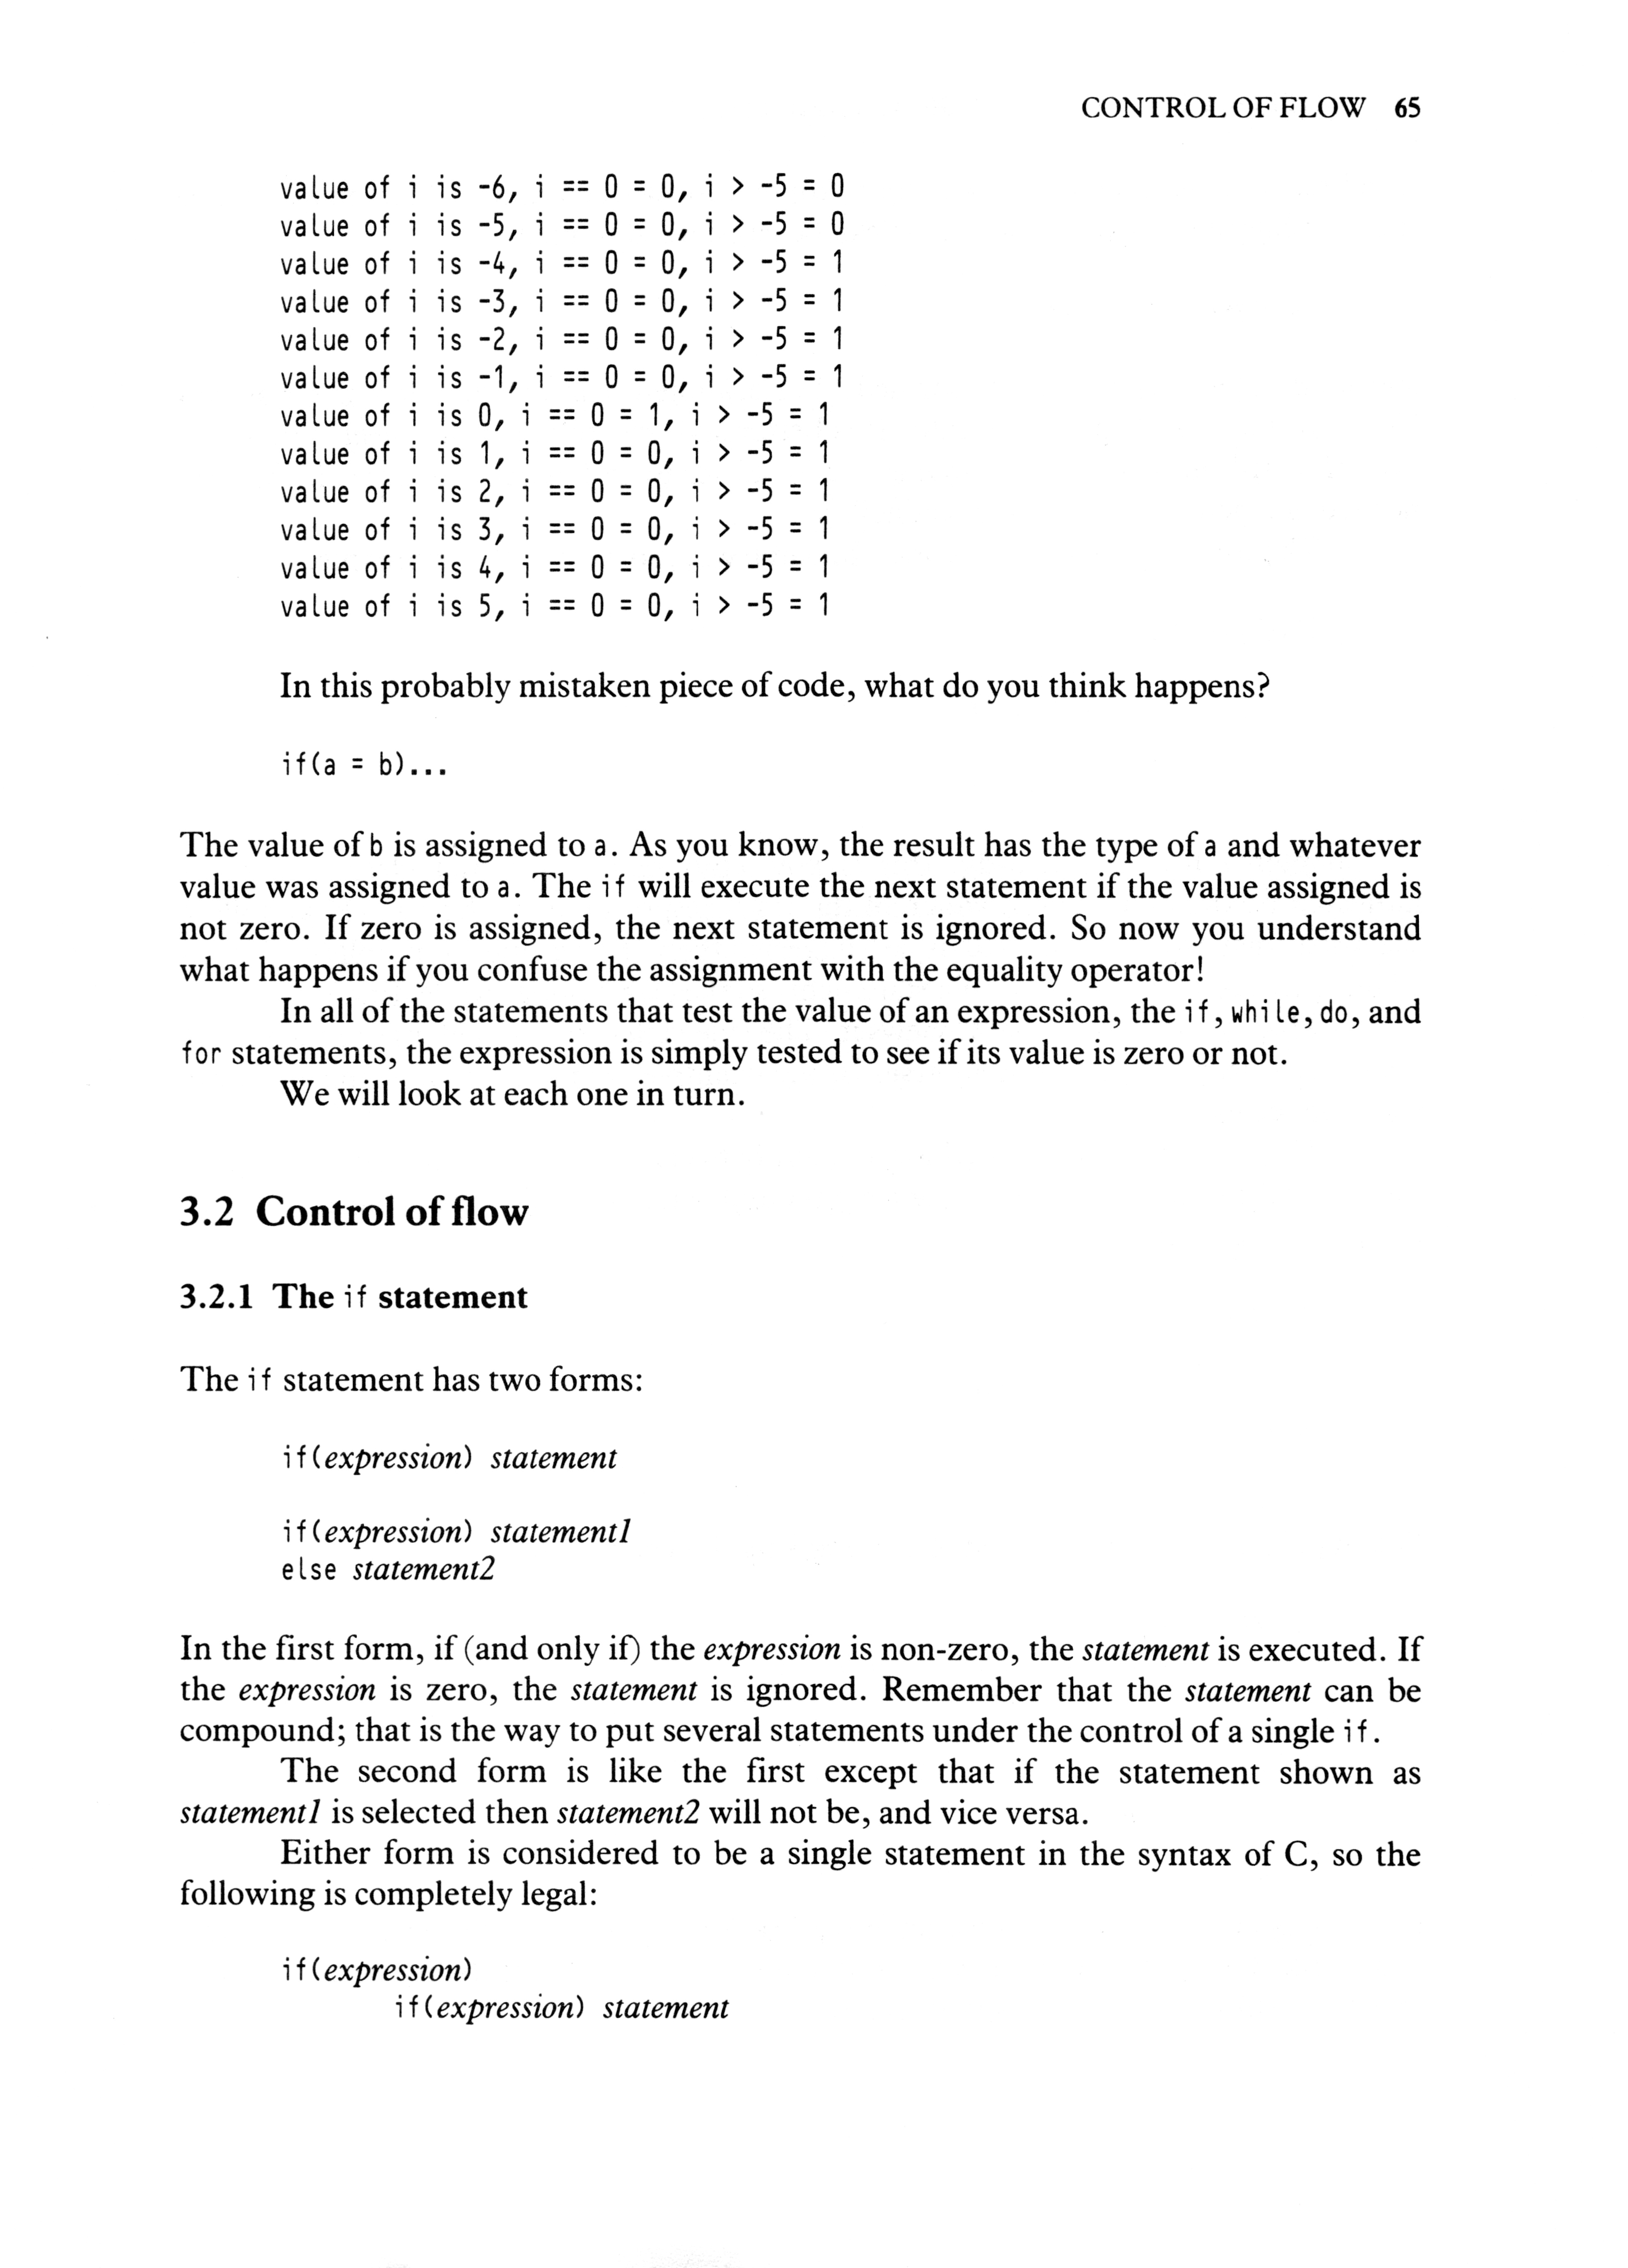 CONTROL OF FLOW 65
value of i is -6, i == 0 = 0, i > -5 = 0
value of i is -5, i == 0 = 0, i > -5 = 0
value of i is -4, i == 0 = 0, i > -5 = 1
value of i is -3, i == 0 = 0, i > -5 = 1
value of i is -2, i == 0 = 0, i > -5 = 1
value of i is -1, i == 0 = 0, i > -5 = 1
value of i is 0, i == 0 = 1, i > -5 = 1
value of i is 1, i == 0 = 0, i > -5 = 1
value of i is 2, i == 0 = 0, i > -5 = 1
value of i is 3, i == 0 = 0, i > -5 = 1
value of i is 4, i == 0 = 0, i > -5 = 1
value of i is 5, i == 0 = 0, i > -5 = 1
In this probably mistaken piece of code, what do you think happens?
if(a = b)...
The value of b is assigned to a. As you know, the result has the type of a and whatever
value was assigned to a. The if will execute the next statement if the value assigned is
not zero. If zero is assigned, the next statement is ignored. So now you understand
what happens if you confuse the assignment with the equality operator!
In all of the statements that test the value of an expression, the if, while, do, and
for statements, the expression is simply tested to see if its value is zero or not.
We will look at each one in turn.
3.2 Control of flow
3.2.1 The if statement
The if statement has two forms:
if(expression) statement
if(expression) statement1
else statement2
In the first form, if (and only if) the expression is non-zero, the statement is executed. If
the expression is zero, the statement is ignored. Remember that the statement can be
compound; that is the way to put several statements under the control of a single if.
The second form is like the first except that if the statement shown as
statement1 is selected then statement2 will not be, and vice versa.
Either form is considered to be a single statement in the syntax of C, so the
following is completely legal:
if(expression)
if(expression) statement